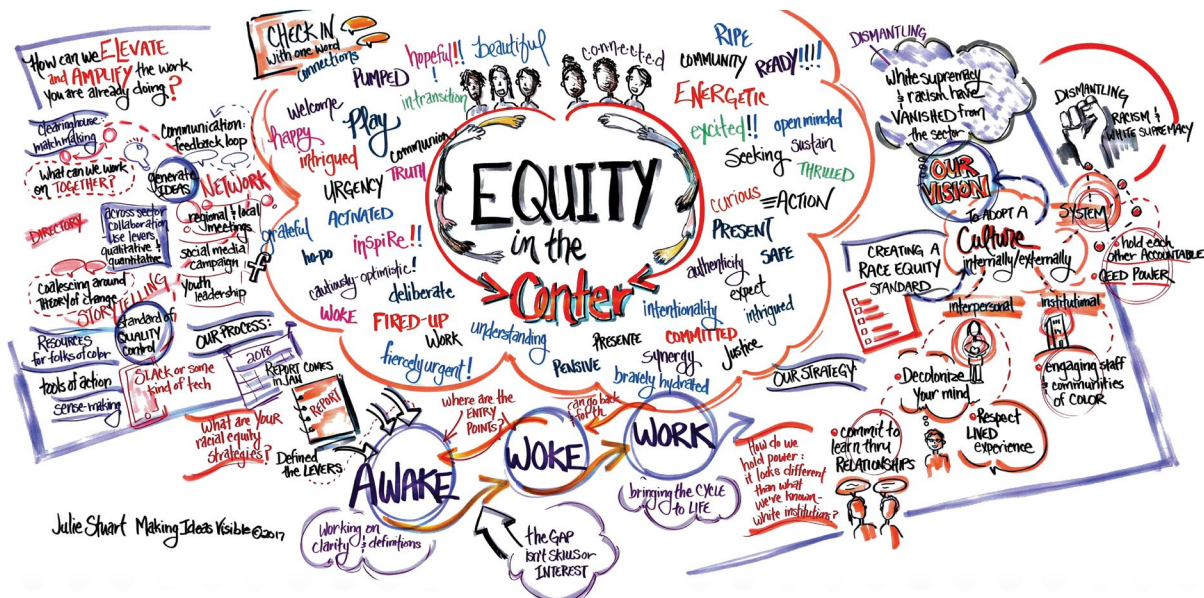 How can we ELEVATE
and AMPLIFY the work
you are already doing?
Clearinghouse:
matchmaking
Communication:
feedback loop
What can we work
on TOGETHER?
generate
IDEAS
NETWORK
DIRECTORY
across sector
collaboration
use levers
qualitative &
quantitative
regional & local
meetings
social media
campaign
youth
leadership
Coalescing around
THEORY of change
STORYTELLING
standard of
QUALITY
control
RESOURCES
for folks of color
tools of action
sense-making
OUR PROCESS:
2018
SLACK or some
kind of tech
REPORT COMES
IN JAN
REPORT
What are YOUR
racial equity
strategies?
Defined
the LEVERS
CHECK IN
with one word
connections
hopeful!!
beautiful
connected
RIPE
COMMUNITY
READY!!!!
PUMPED
in transition
ENERGETIC
welcome
Play
happy
communion
excited!!
open minded
intrigued
TRUTH
seeking
sustain
THRILLED
URGENCY
curious
ACTION
ACTIVATED
grateful
inspire!!
PRESENT
ho-po
SAFE
cautiously optimistic!
authenticity
expect
deliberate
intentionality
intrigued
WOKE
FIRED-UP
WORK
understanding
PRESENTE
COMMITTED
synergy
justice
fiercely urgent!
PENSIVE
bravely hydrated
EQUITY
in the
Center
AWAKE
WOKE
WORK
where are the
ENTRY
POINTS?
can go back
forth
Working on
clarity & definitions
the GAP
isn't SKILLS or
INTEREST
bringing the CYCLE
to LIFE
How do we
hold power:
it looks different
than what
we've known -
white institutions?
DISMANTLING
white supremacy
& racism have
VANISHED from
the sector
DISMANTLING
RACISM &
WHITE SUPREMACY
OUR
VISION
TO ADOPT A
Culture
internally/externally
SYSTEM
hold each
other ACCOUNTABLE
CEED POWER
CREATING A
RACE EQUITY
STANDARD
interpersonal
institutional
OUR STRATEGY:
Decolonize
your mind
engaging staff
& communities
of COLOR
Respect
LIVED
experience
commit to
learn thru
RELATIONSHIPS
Julie Stuart Making Ideas Visible ©2017